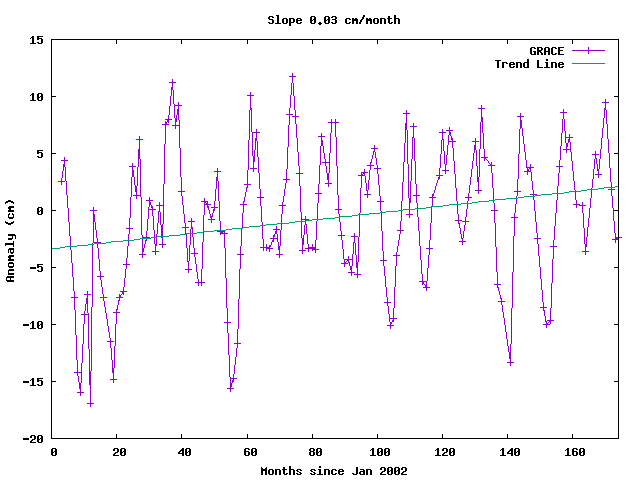 Slope 0.03 cm/month
15
10
5
0
-5
-10
-15
-20
Anomaly (cm)
GRACE
Trend Line
0 20 40 60 80 100 120 140 160
Months since Jan 2002